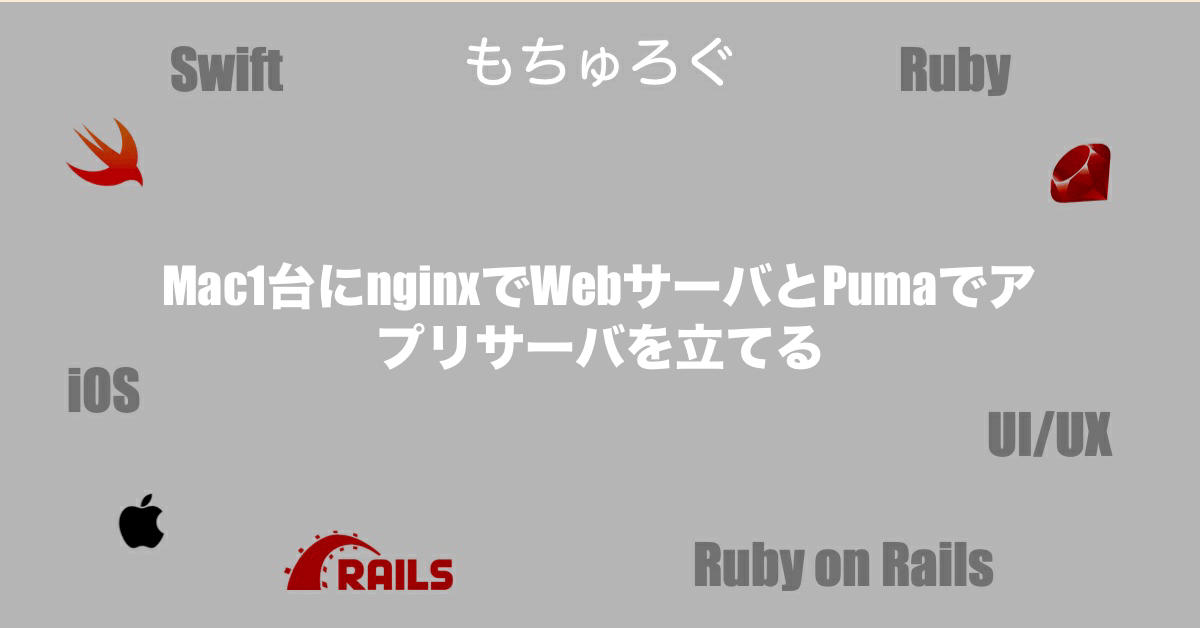 Swift
もちゅろぐ
Ruby
Mac1台にnginxでWebサーバとPumaでア
プリサーバを立てる
iOS
UI/UX
RAILS
Ruby on Rails